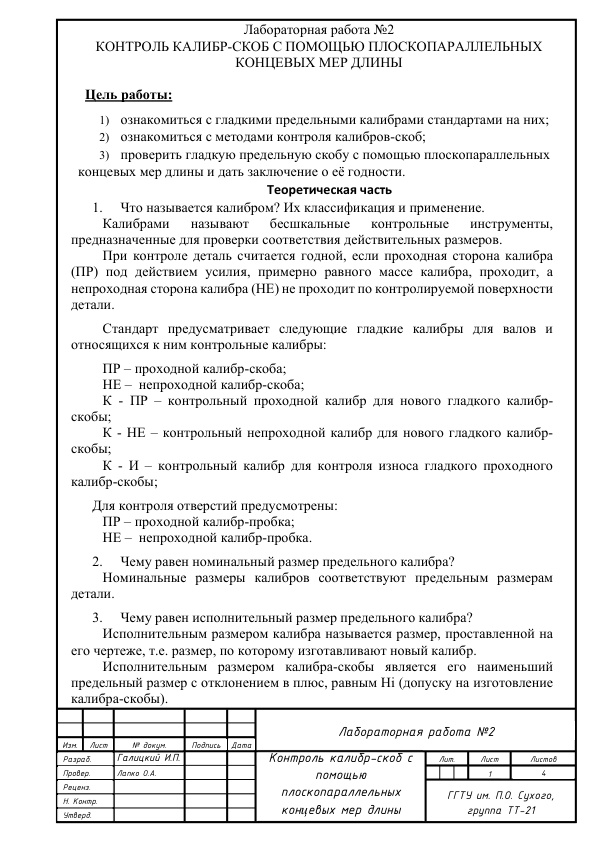 Лабораторная работа №2
КОНТРОЛЬ КАЛИБР-СКОБ С ПОМОЩЬЮ ПЛОСКОПАРАЛЛЕЛЬНЫХ
КОНЦЕВЫХ МЕР ДЛИНЫ
Цель работы:
1) ознакомиться с гладкими предельными калибрами стандартами на них;
2) ознакомиться с методами контроля калибров-скоб;
3) проверить гладкую предельную скобу с помощью плоскопараллельных
концевых мер длины и дать заключение о её годности.
Теоретическая часть
1. Что называется калибром? Их классификация и применение.
Калибрами называют бесшкальные контрольные инструменты,
предназначенные для проверки соответствия действительных размеров.
При контроле деталь считается годной, если проходная сторона калибра
(ПР) под действием усилия, примерно равного массе калибра, проходит, а
непроходная сторона калибра (НЕ) не проходит по контролируемой поверхности
детали.
Стандарт предусматривает следующие гладкие калибры для валов и
относящихся к ним контрольные калибры:
ПР – проходной калибр-скоба;
НЕ – непроходной калибр-скоба;
К - ПР – контрольный проходной калибр для нового гладкого калибр-
скобы;
К - НЕ – контрольный непроходной калибр для нового гладкого калибр-
скобы;
К - И – контрольный калибр для контроля износа гладкого проходного
калибр-скобы;
Для контроля отверстий предусмотрены:
ПР – проходной калибр-пробка;
НЕ – непроходной калибр-пробка.
2. Чему равен номинальный размер предельного калибра?
Номинальные размеры калибров соответствуют предельным размерам
детали.
3. Чему равен исполнительный размер предельного калибра?
Исполнительным размером калибра называется размер, проставленной на
его чертеже, т.е. размер, по которому изготавливают новый калибр.
Исполнительным размером калибра-скобы является его наименьший
предельный размер с отклонением в плюс, равным Hi (допуску на изготовление
калибра-скобы).
Лабораторная работа №2
Изм. Лист № докум. Подпись Дата
Разраб. Галицкий И.П.
Провер. Лапко О.А.
Реценз.
Н. Контр.
Утверд.
Контроль калибр-скоб с
помощью
плоскопараллельных
концевых мер длины
Лит. Лист Листов
1 4
ГГТУ им. П.О. Сухого,
группа ТТ-21